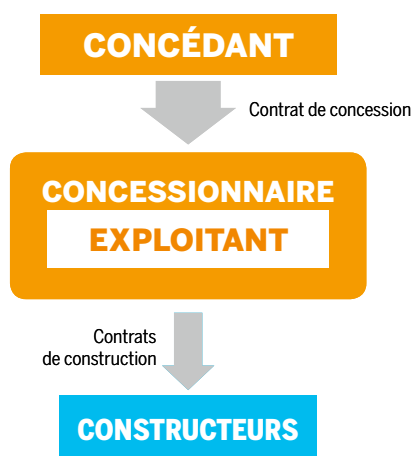 CONCÉDANT
Contrat de concession
CONCESSIONNAIRE
EXPLOITANT
Contrats
de construction
CONSTRUCTEURS